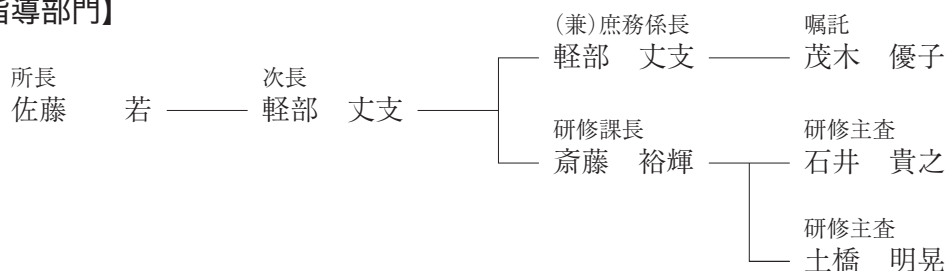 指導部門】
(兼)庶務係長
軽部　丈支
嘱託
茂木　優子
所長
佐藤　若
次長
軽部　丈支
研修課長
斎藤　裕輝
研修主査
石井　貴之
研修主査
土橋　明晃